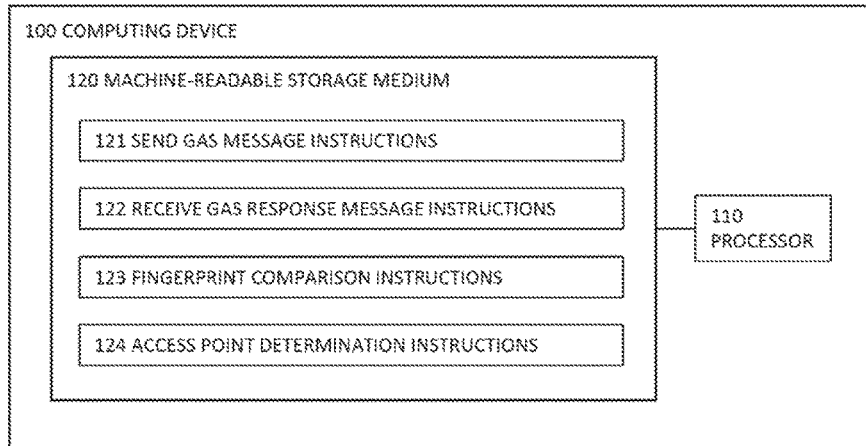 100 COMPUTING DEVICE
120 MACHINE-READABLE STORAGE MEDIUM
121 SEND GAS MESSAGE INSTRUCTIONS
122 RECEIVE GAS RESPONSE MESSAGE INSTRUCTIONS
123 FINGERPRINT COMPARISON INSTRUCTIONS
124 ACCESS POINT DETERMINATION INSTRUCTIONS
110
PROCESSOR